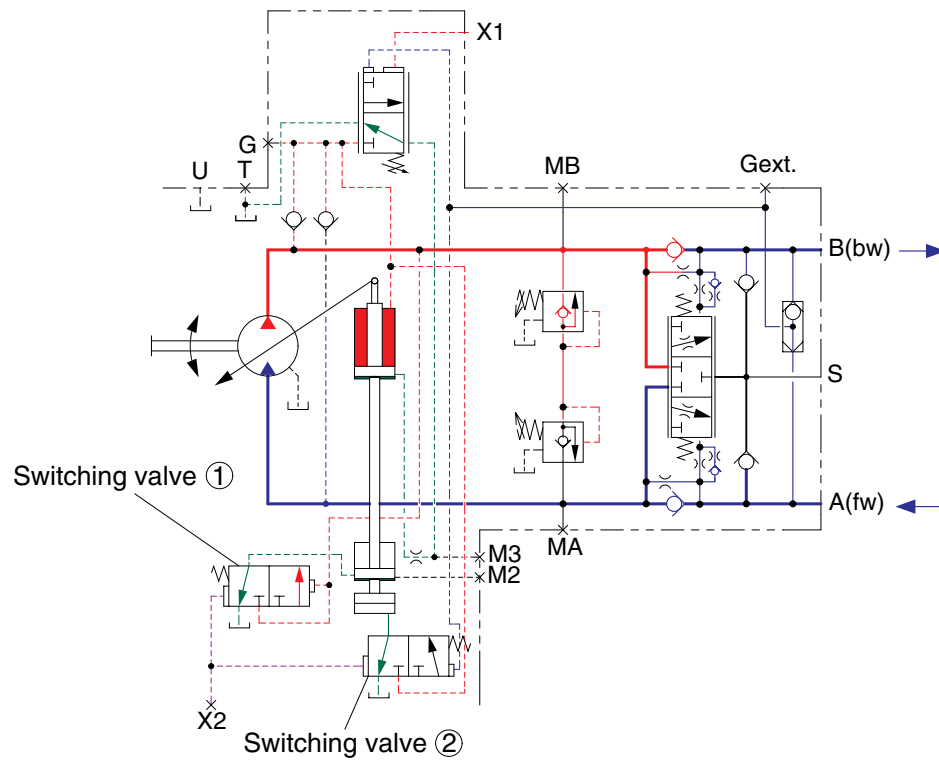 X1
G
U
T
MB
Gext.
B(bw)
S
Switching valve ①
A(fw)
MA
M3
M2
X2
Switching valve ②